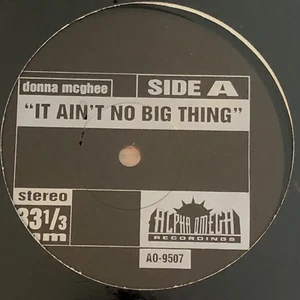 donna mcghee
SIDE A
"IT AIN'T NO BIG THING"
stereo
33 1/3
rpm
ALPHA OMEGA
RECORDINGS
AO-9507